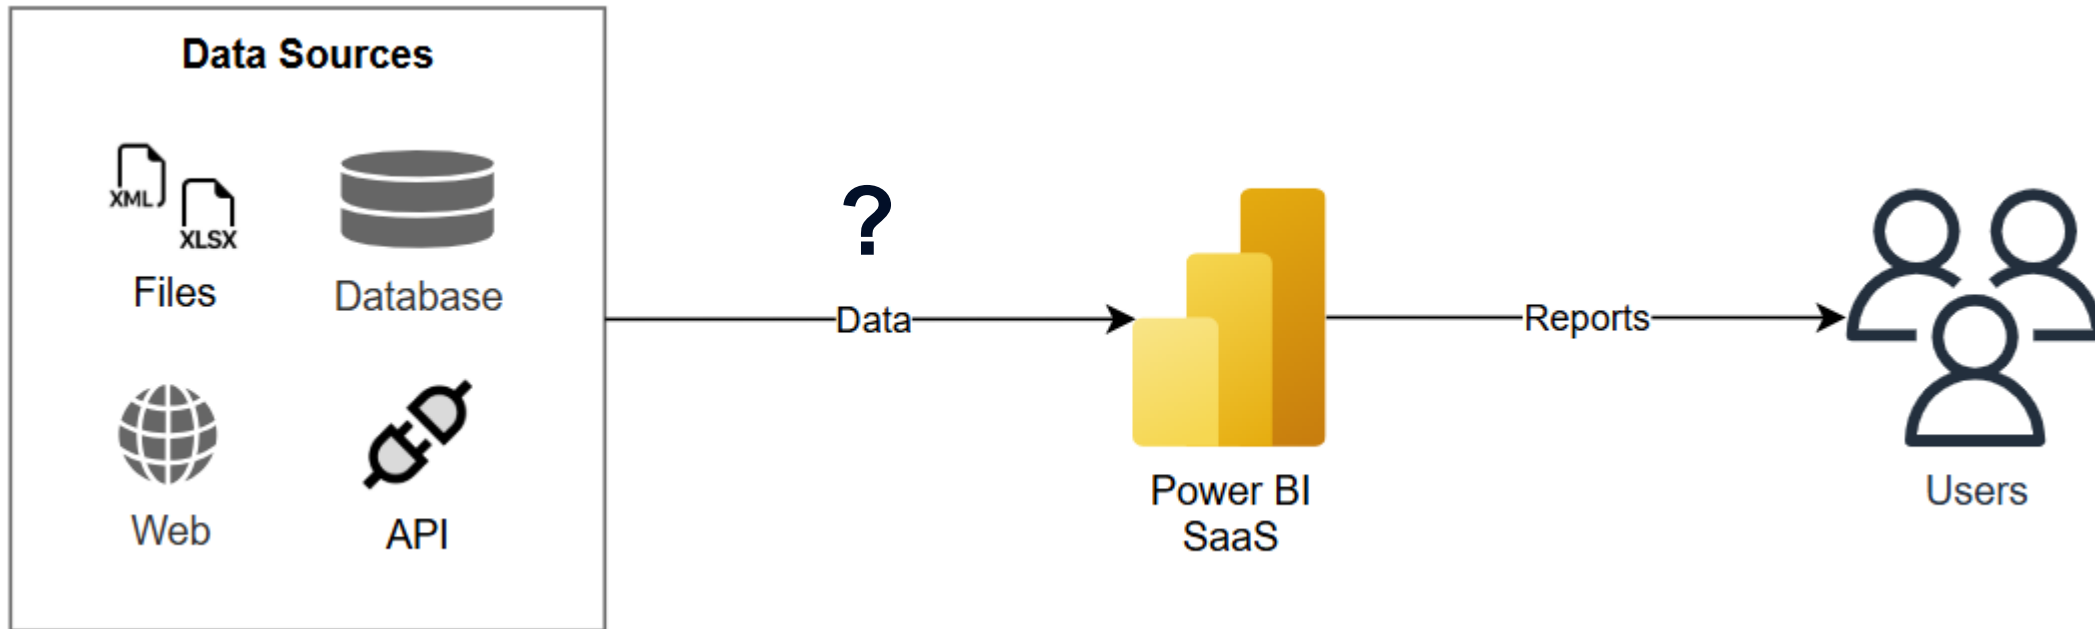 Data Sources
XML
XLSX
Files
Database
Web
API
?
Data
Power BI
SaaS
Reports
Users